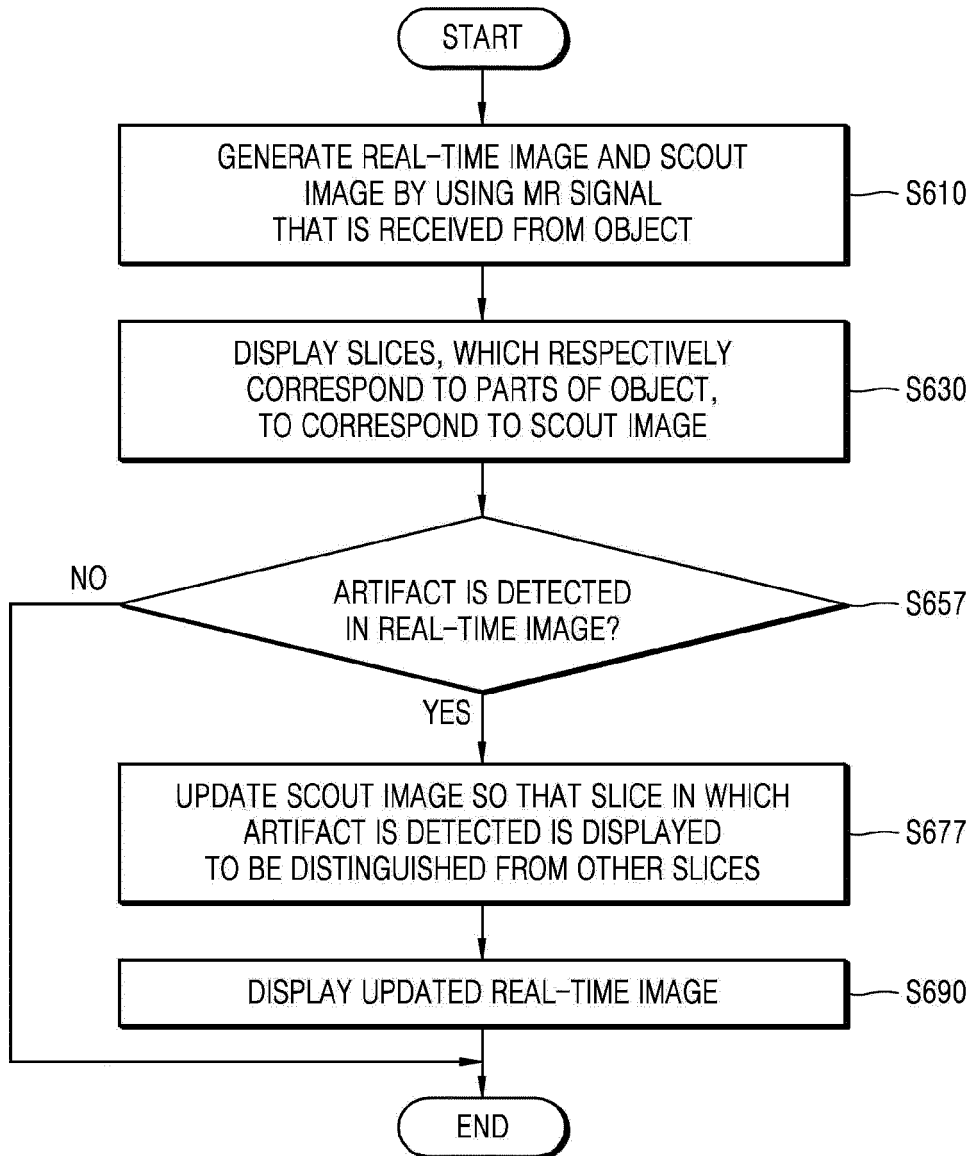 START
GENERATE REAL-TIME IMAGE AND SCOUT
IMAGE BY USING MR SIGNAL
THAT IS RECEIVED FROM OBJECT
S610
DISPLAY SLICES, WHICH RESPECTIVELY
CORRESPOND TO PARTS OF OBJECT,
TO CORRESPOND TO SCOUT IMAGE
S630
NO
ARTIFACT IS DETECTED
IN REAL-TIME IMAGE?
S657
YES
UPDATE SCOUT IMAGE SO THAT SLICE IN WHICH
ARTIFACT IS DETECTED IS DISPLAYED
TO BE DISTINGUISHED FROM OTHER SLICES
S677
DISPLAY UPDATED REAL-TIME IMAGE
S690
END